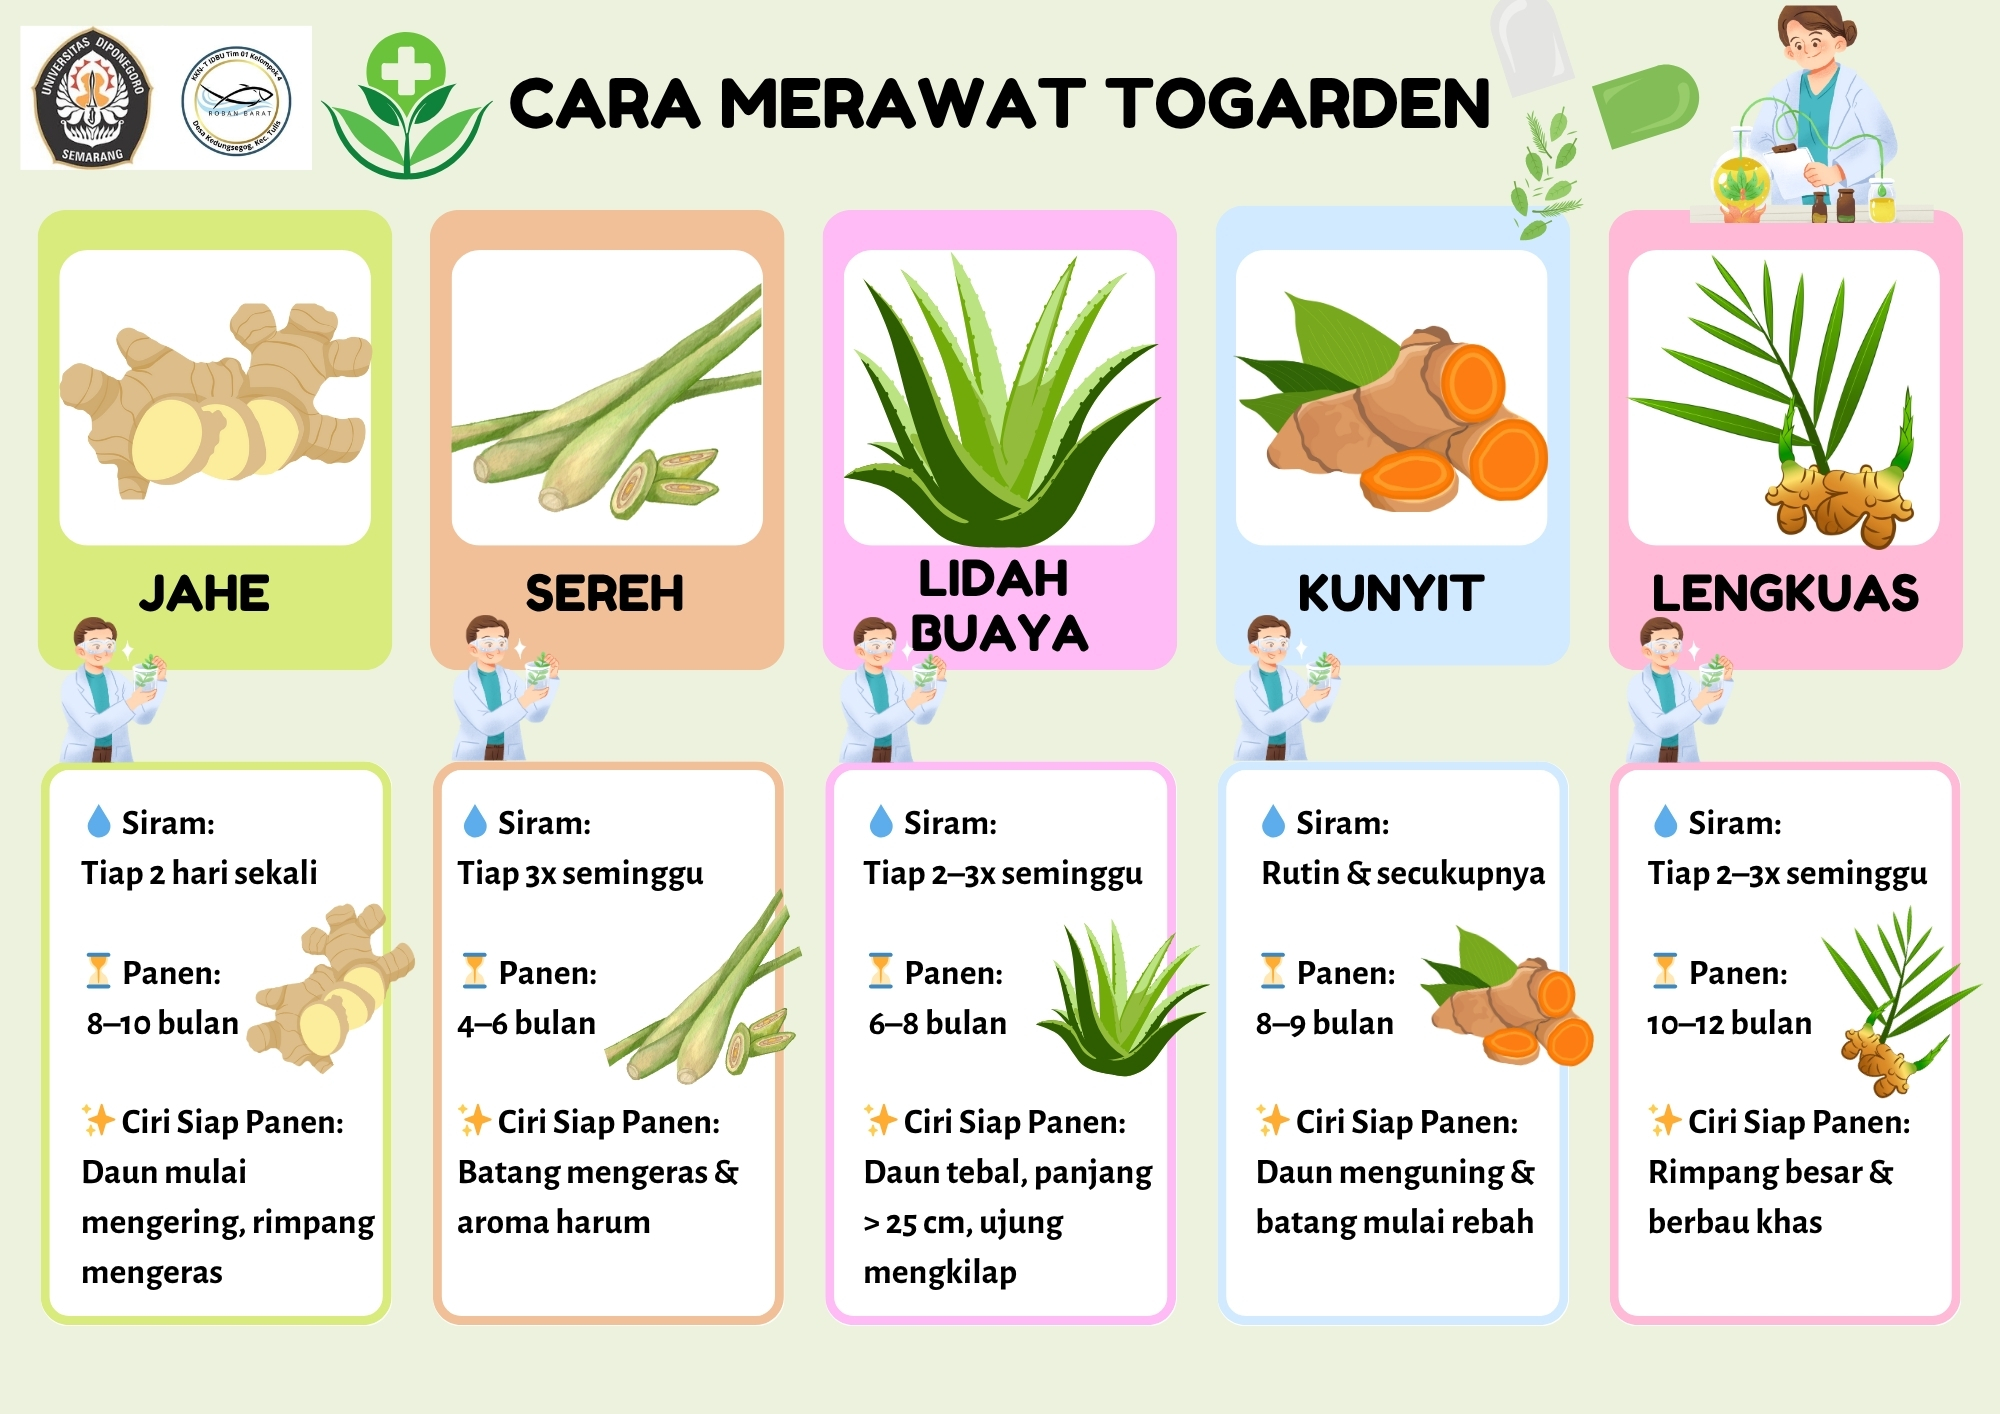 UNIVERSITAS DIPONEGORO
SEMARANG
KKN-T IDBU Tim 01 Kelompok 4
ROBAN BARAT
Desa Kedungsegog, Kec. Tulis
CARA MERAWAT TOGARDEN
JAHE
SEREH
LIDAH
BUAYA
KUNYIT
LENGKUAS
Siram:
Tiap 2 hari sekali
Panen:
8–10 bulan
Ciri Siap Panen:
Daun mulai
mengering, rimpang
mengeras
Siram:
Tiap 3x seminggu
Panen:
4–6 bulan
Ciri Siap Panen:
Batang mengeras &
aroma harum
Siram:
Tiap 2–3x seminggu
Panen:
6–8 bulan
Ciri Siap Panen:
Daun tebal, panjang
> 25 cm, ujung
mengkilap
Siram:
Rutin & secukupnya
Panen:
8–9 bulan
Ciri Siap Panen:
Daun menguning &
batang mulai rebah
Siram:
Tiap 2–3x seminggu
Panen:
10–12 bulan
Ciri Siap Panen:
Rimpang besar &
berbau khas